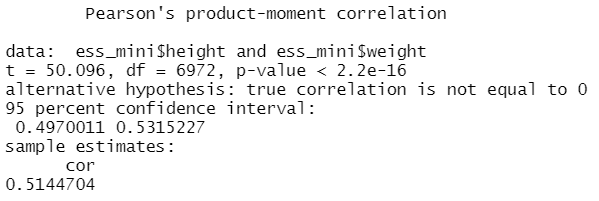 Pearson's product-moment correlation
data:  ess_mini$height and ess_mini$weight
t = 50.096, df = 6972, p-value < 2.2e-16
alternative hypothesis: true correlation is not equal to 0
95 percent confidence interval:
0.4970011 0.5315227
sample estimates:
cor
0.5144704